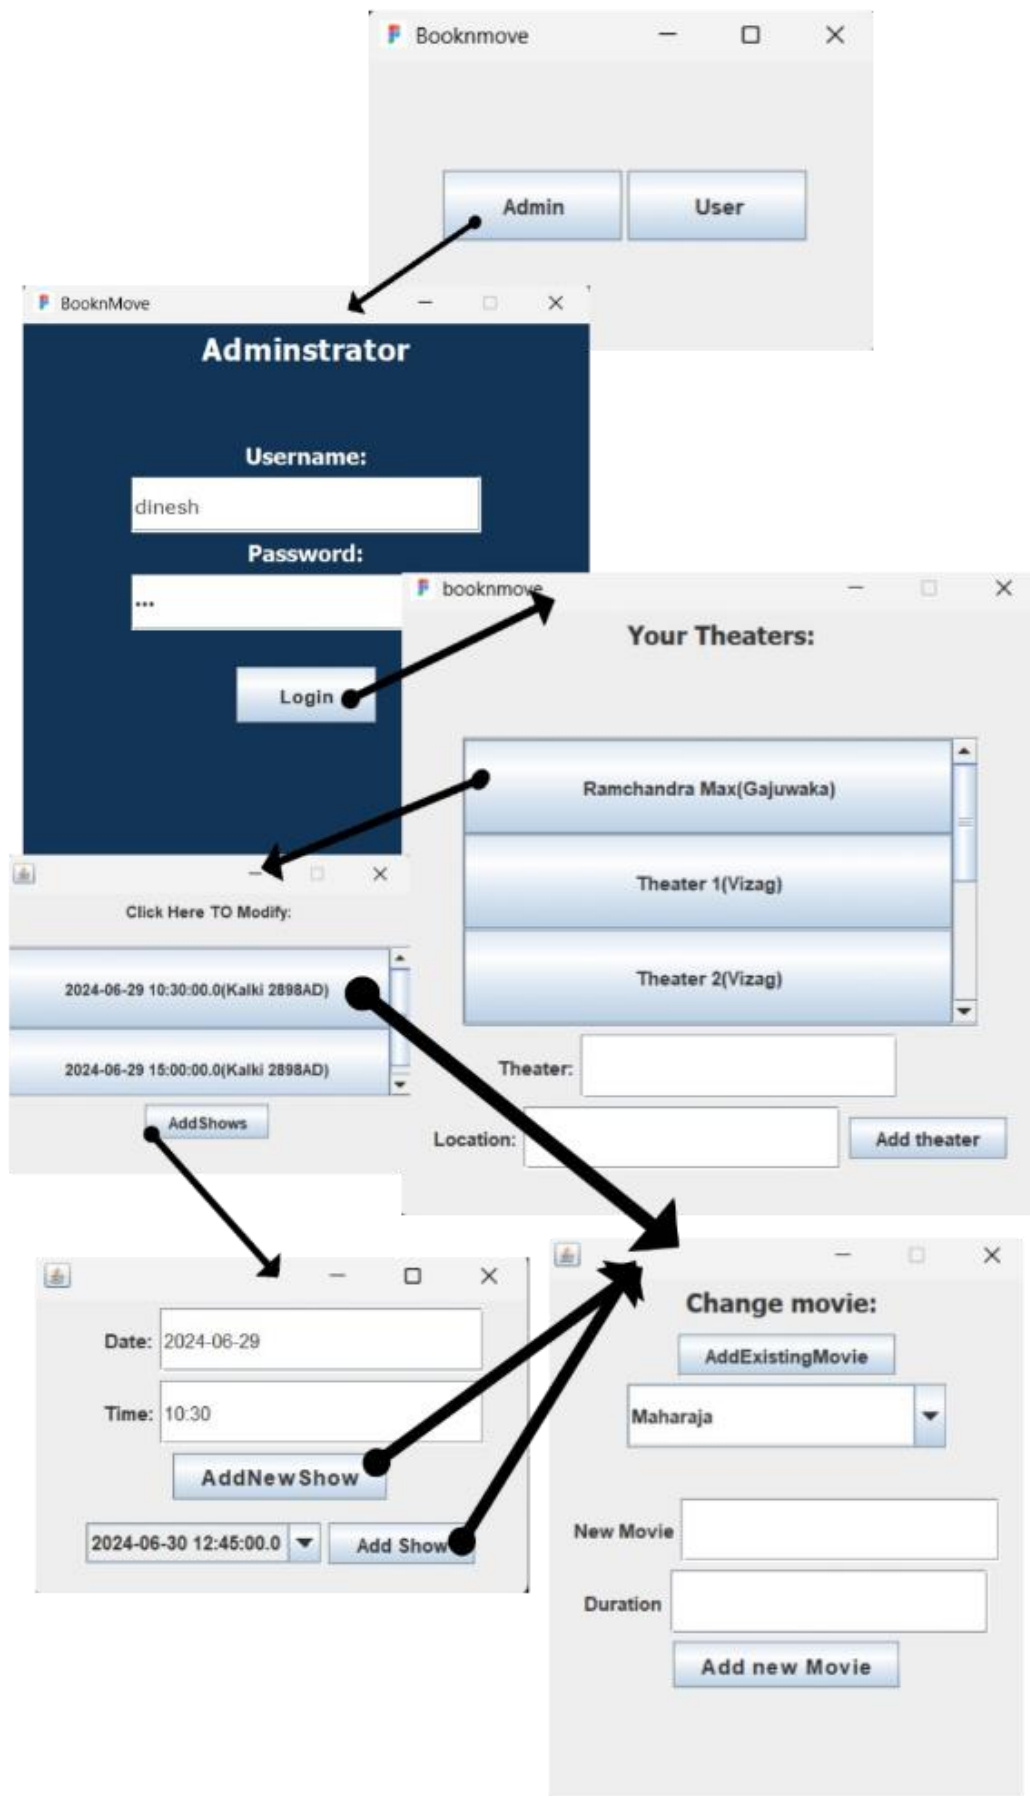 Booknmove
Admin
User
BooknMove
Adminstrator
Username:
dinesh
Password:
•••
Login
booknmove
Your Theaters:
Ramchandra Max(Gajuwaka)
Theater 1(Vizag)
Theater 2(Vizag)
Theater:
Location:
Add theater
Click Here TO Modify:
2024-06-29 10:30:00.0(Kalki 2898AD)
2024-06-29 15:00:00.0(Kalki 2898AD)
AddShows
Date: 2024-06-29
Time: 10:30
AddNewShow
2024-06-30 12:45:00.0
Add Show
Change movie:
AddExistingMovie
Maharaja
New Movie
Duration
Add new Movie